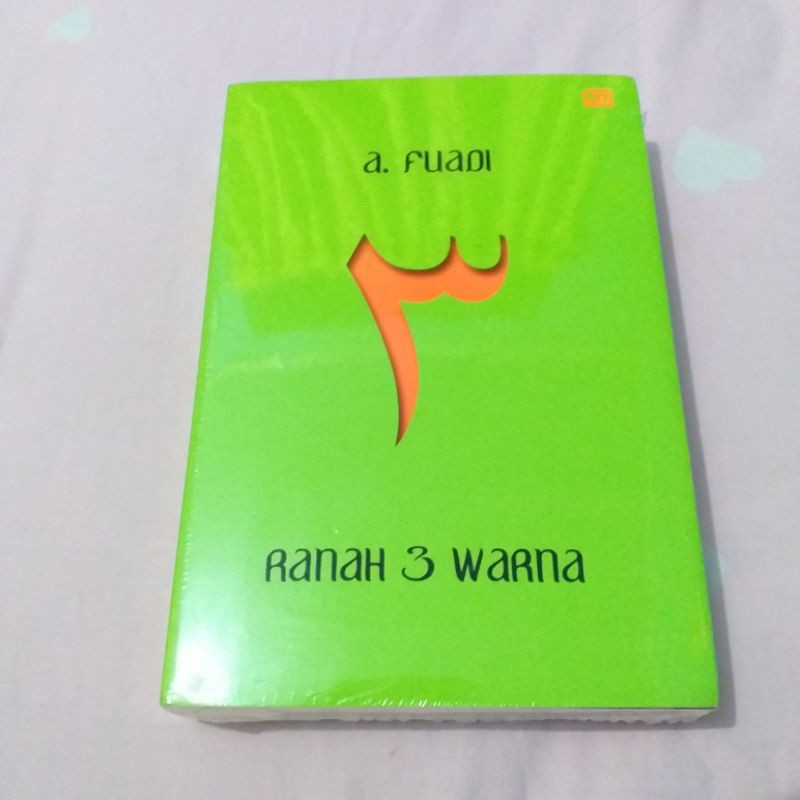 A. FUADI
٣
RANAH 3 WARNA